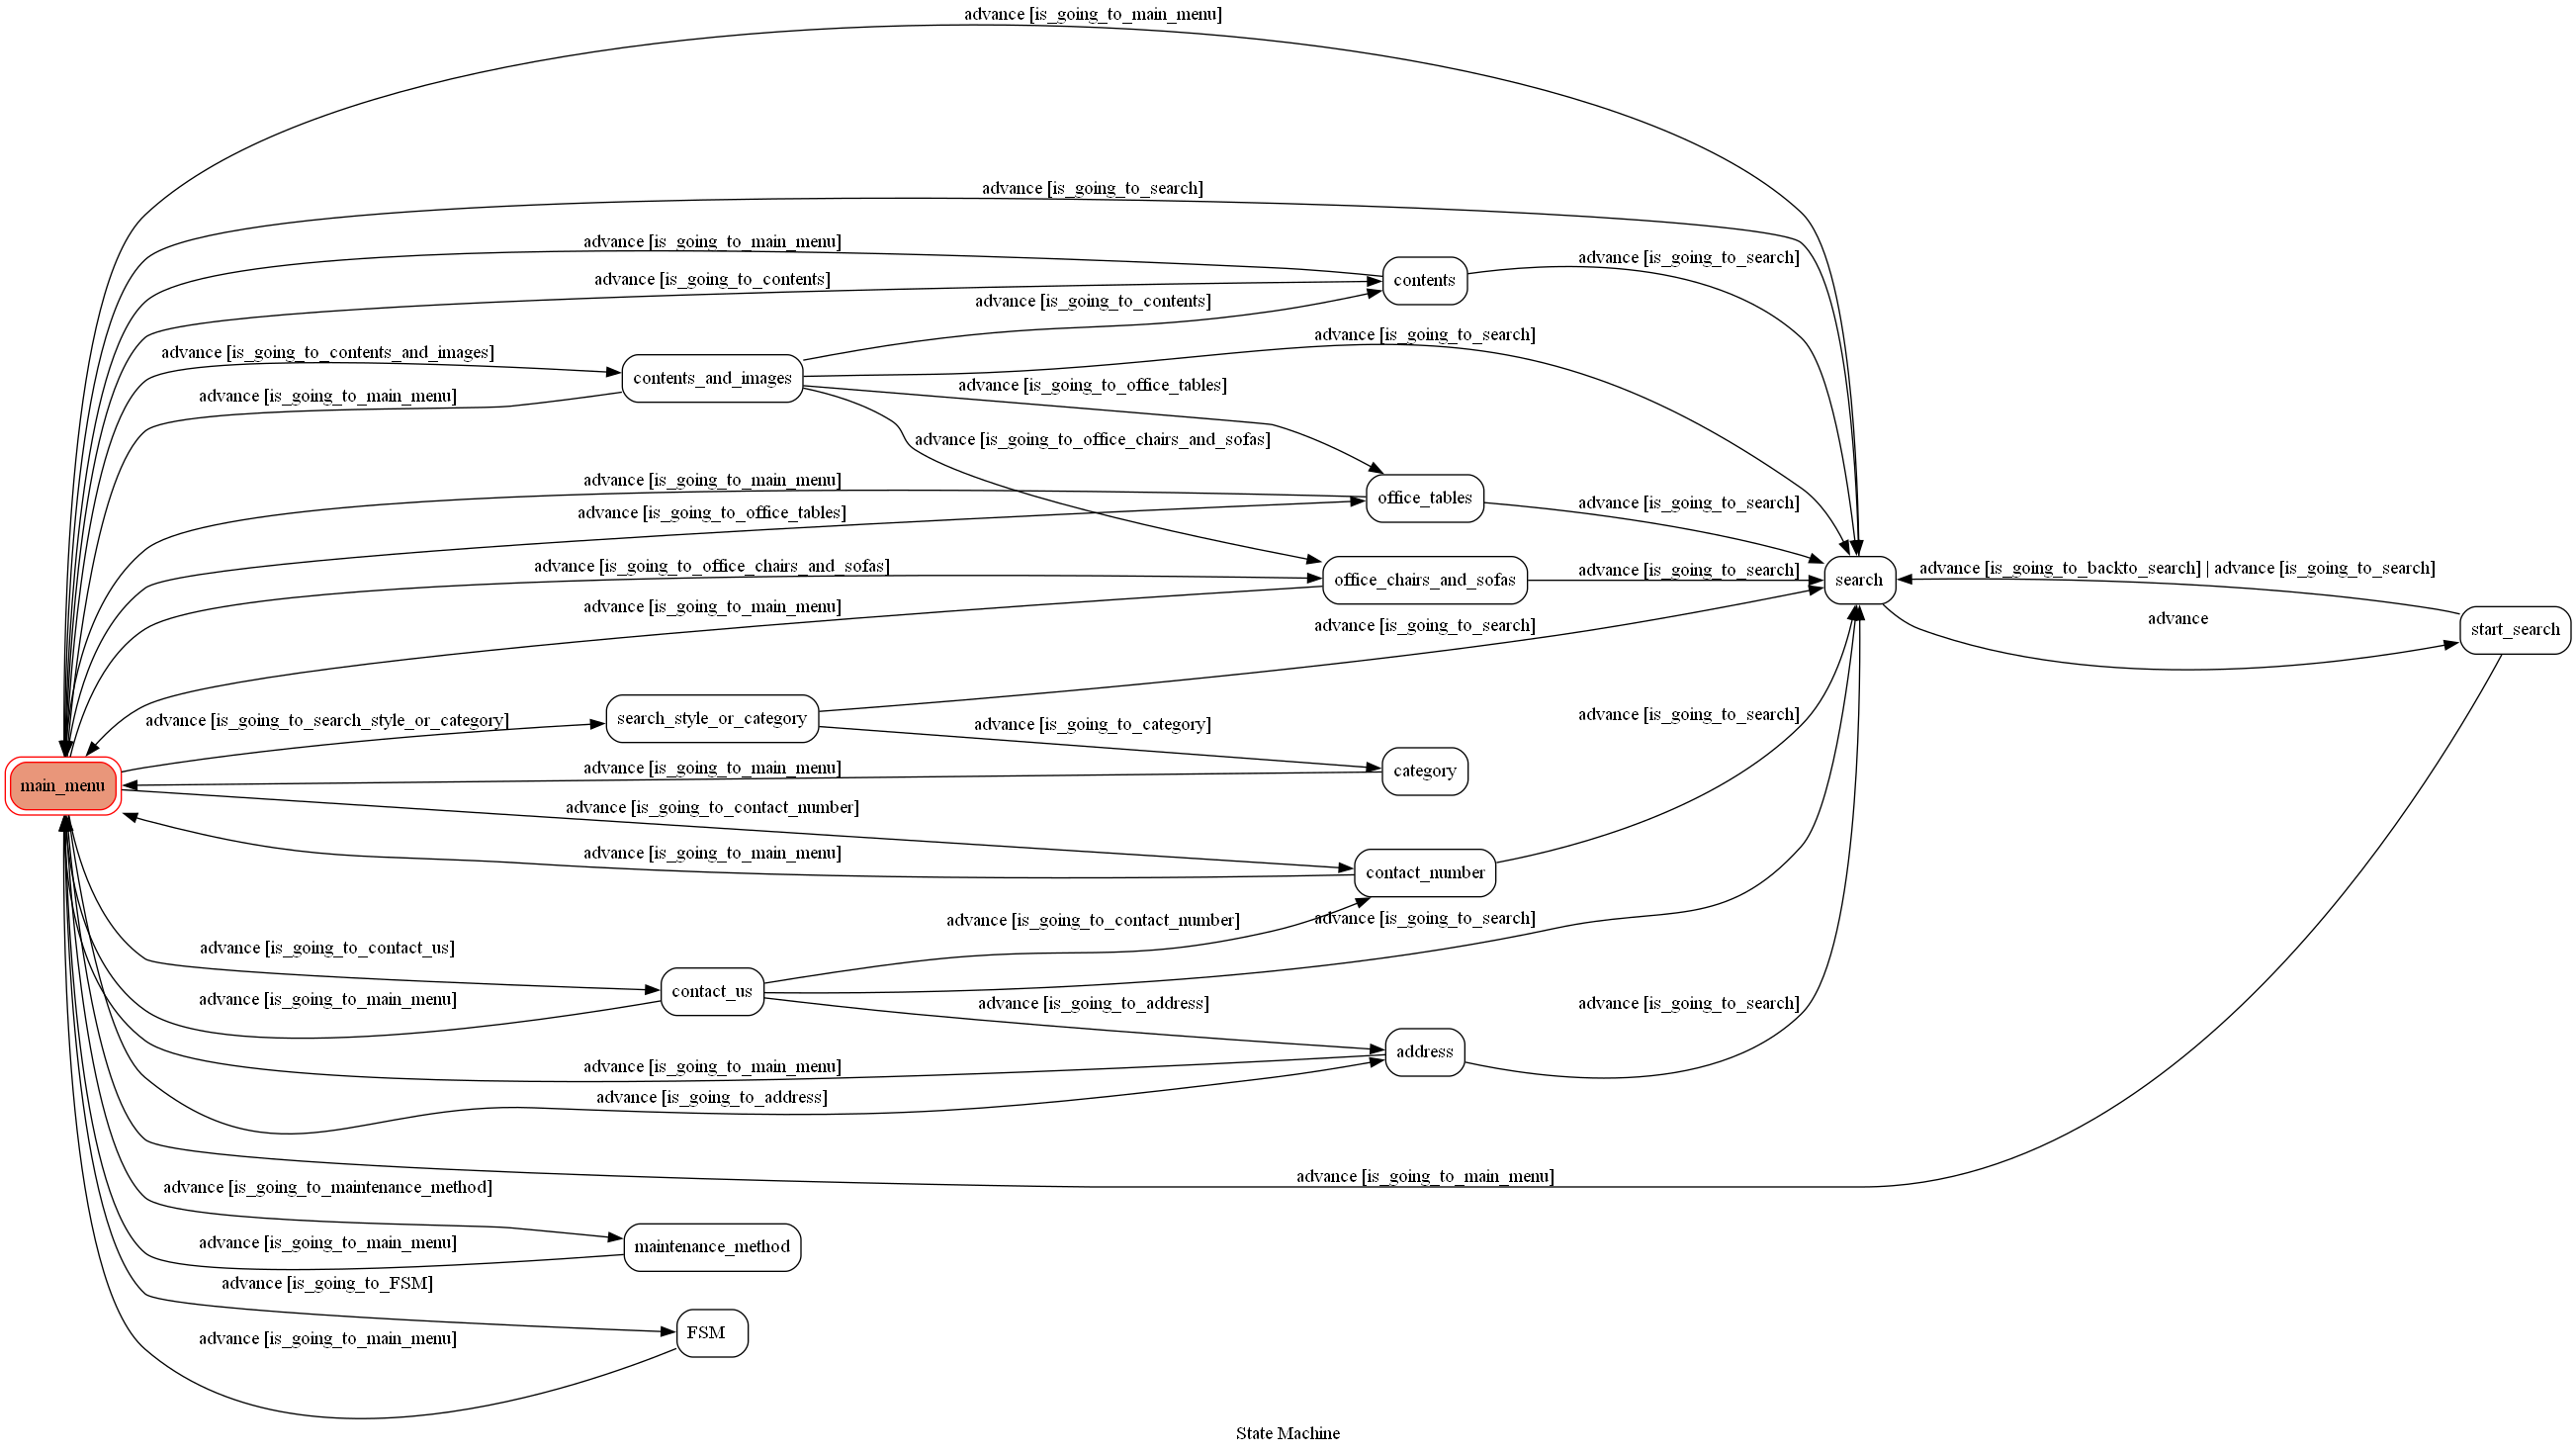 advance [is_going_to_main_menu]
advance [is_going_to_search]
advance [is_going_to_main_menu]
advance [is_going_to_search]
advance [is_going_to_contents]
contents
advance [is_going_to_contents]
advance [is_going_to_search]
advance [is_going_to_contents_and_images]
contents_and_images
advance [is_going_to_office_tables]
advance [is_going_to_main_menu]
advance [is_going_to_office_chairs_and_sofas]
advance [is_going_to_main_menu]
office_tables
advance [is_going_to_search]
advance [is_going_to_office_tables]
advance [is_going_to_office_chairs_and_sofas]
office_chairs_and_sofas
advance [is_going_to_search]
search
advance [is_going_to_backto_search] | advance [is_going_to_search]
advance [is_going_to_main_menu]
advance [is_going_to_search]
advance
start_search
advance [is_going_to_search_style_or_category]
search_style_or_category
advance [is_going_to_category]
advance [is_going_to_search]
main_menu
advance [is_going_to_main_menu]
category
advance [is_going_to_contact_number]
advance [is_going_to_main_menu]
contact_number
advance [is_going_to_contact_number]
advance [is_going_to_search]
advance [is_going_to_contact_us]
contact_us
advance [is_going_to_main_menu]
advance [is_going_to_address]
advance [is_going_to_search]
address
advance [is_going_to_main_menu]
advance [is_going_to_address]
advance [is_going_to_main_menu]
advance [is_going_to_maintenance_method]
maintenance_method
advance [is_going_to_main_menu]
advance [is_going_to_FSM]
FSM
advance [is_going_to_main_menu]
State Machine